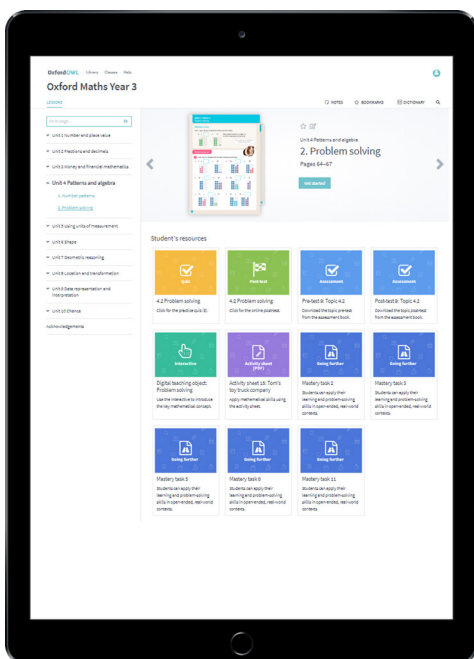 OxfordOWL Library Classes Help
Oxford Maths Year 3
LESSONS
NOTES BOOKMARKS DICTIONARY
Go
Unit 1 Number and place value
Unit 2 Fractions and decimals
Unit 3 Money and financial mathematics
Unit 4 Patterns and algebra
1. Number patterns
2. Problem solving
Unit 5 Using units of measurement
Unit 6 Shape
Unit 7 Geometric reasoning
Unit 8 Location and transformation
Unit 9 Data representation and
interpretation
Unit 10 Chance
Acknowledgements
Unit 4 Patterns and algebra
2. Problem solving
Pages 64–67
Get started
Student's resources
Quiz
4.2 Problem solving
Click for the practice quiz
Post-test
4.2 Problem solving
Click for the online posttest.
Assessment
Pre-test 9: Topic 4.2
Download the topic pretest
from the assessment book.
Assessment
Post-test 9: Topic 4.2
Download the topic posttest
from the assessment book.
Interactive
Digital teaching object:
Problem solving
Use the interactive to introduce
the key mathematical concept.
Activity sheet
(PDF)
Activity sheet 15: Tom's
toy truck company
Apply mathematical skills using
the activity sheet.
Going further
Mastery task 2
Students can apply their
learning and problem-solving
skills in open-ended, real-world
contexts.
Going further
Mastery task 3
Students can apply their
learning and problem-solving
skills in open-ended, real-world
contexts.
Going further
Mastery task 5
Students can apply their
learning and problem-solving
skills in open-ended, real-world
contexts.
Going further
Mastery task 6
Students can apply their
learning and problem-solving
skills in open-ended, real-world
contexts.
Going further
Mastery task 11
Students can apply their
learning and problem-solving
skills in open-ended, real-world
contexts.